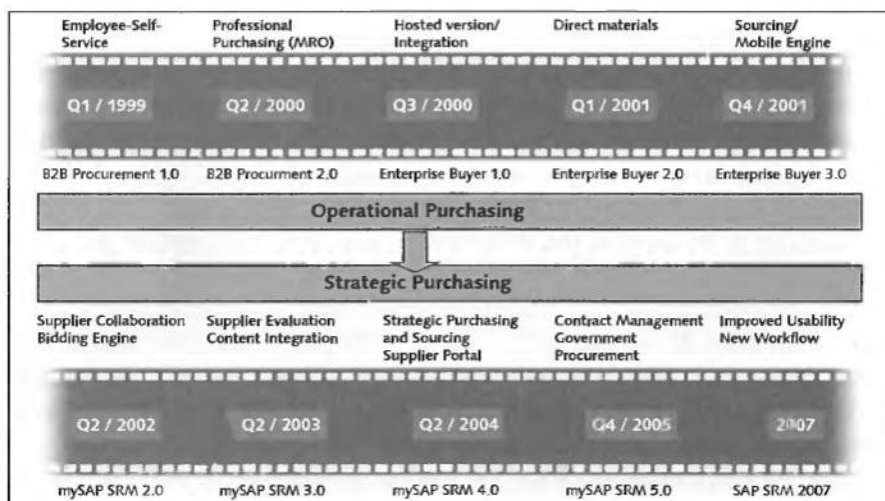 Employee-Self-Service
Professional Purchasing (MRO)
Hosted version/ Integration
Direct materials
Sourcing/ Mobile Engine
Q1 / 1999
Q2 / 2000
Q3 / 2000
Q1 / 2001
Q4 / 2001
B2B Procurement 1.0
B2B Procurment 2.0
Enterprise Buyer 1.0
Enterprise Buyer 2.0
Enterprise Buyer 3.0
Operational Purchasing
Strategic Purchasing
Supplier Collaboration
Bidding Engine
Supplier Evaluation
Content Integration
Strategic Purchasing
and Sourcing
Supplier Portal
Contract Management
Government
Procurement
Improved Usability
New Workflow
Q2 / 2002
Q2 / 2003
Q2 / 2004
Q4 / 2005
2007
mySAP SRM 2.0
mySAP SRM 3.0
mySAP SRM 4.0
mySAP SRM 5.0
SAP SRM 2007